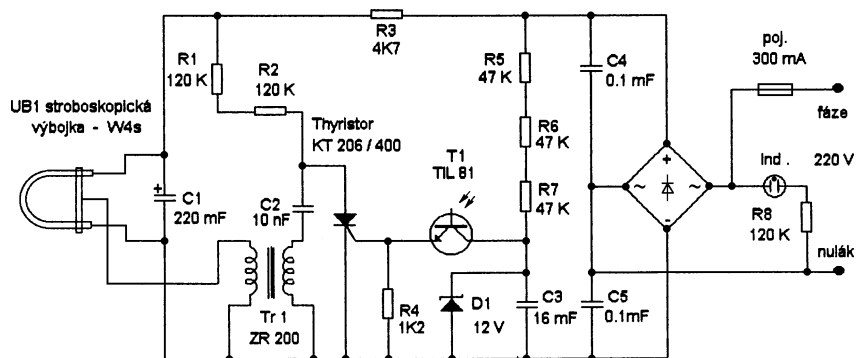 R3
4K7
R1
120 K
R2
120 K
R5
47 K
C4
0.1 mF
poj.
300 mA
fáze
UB1 stroboskopická
výbojka - W4s
Thyristor
KT 206 / 400
T1
TIL 81
R6
47 K
+
~
~
-
Ind .
220 V
+
C1
220 mF
C2
10 nF
R7
47 K
R8
120 K
nulák
Tr 1
ZR 200
R4
1K2
D1
12 V
C3
16 mF
C5
0.1mF